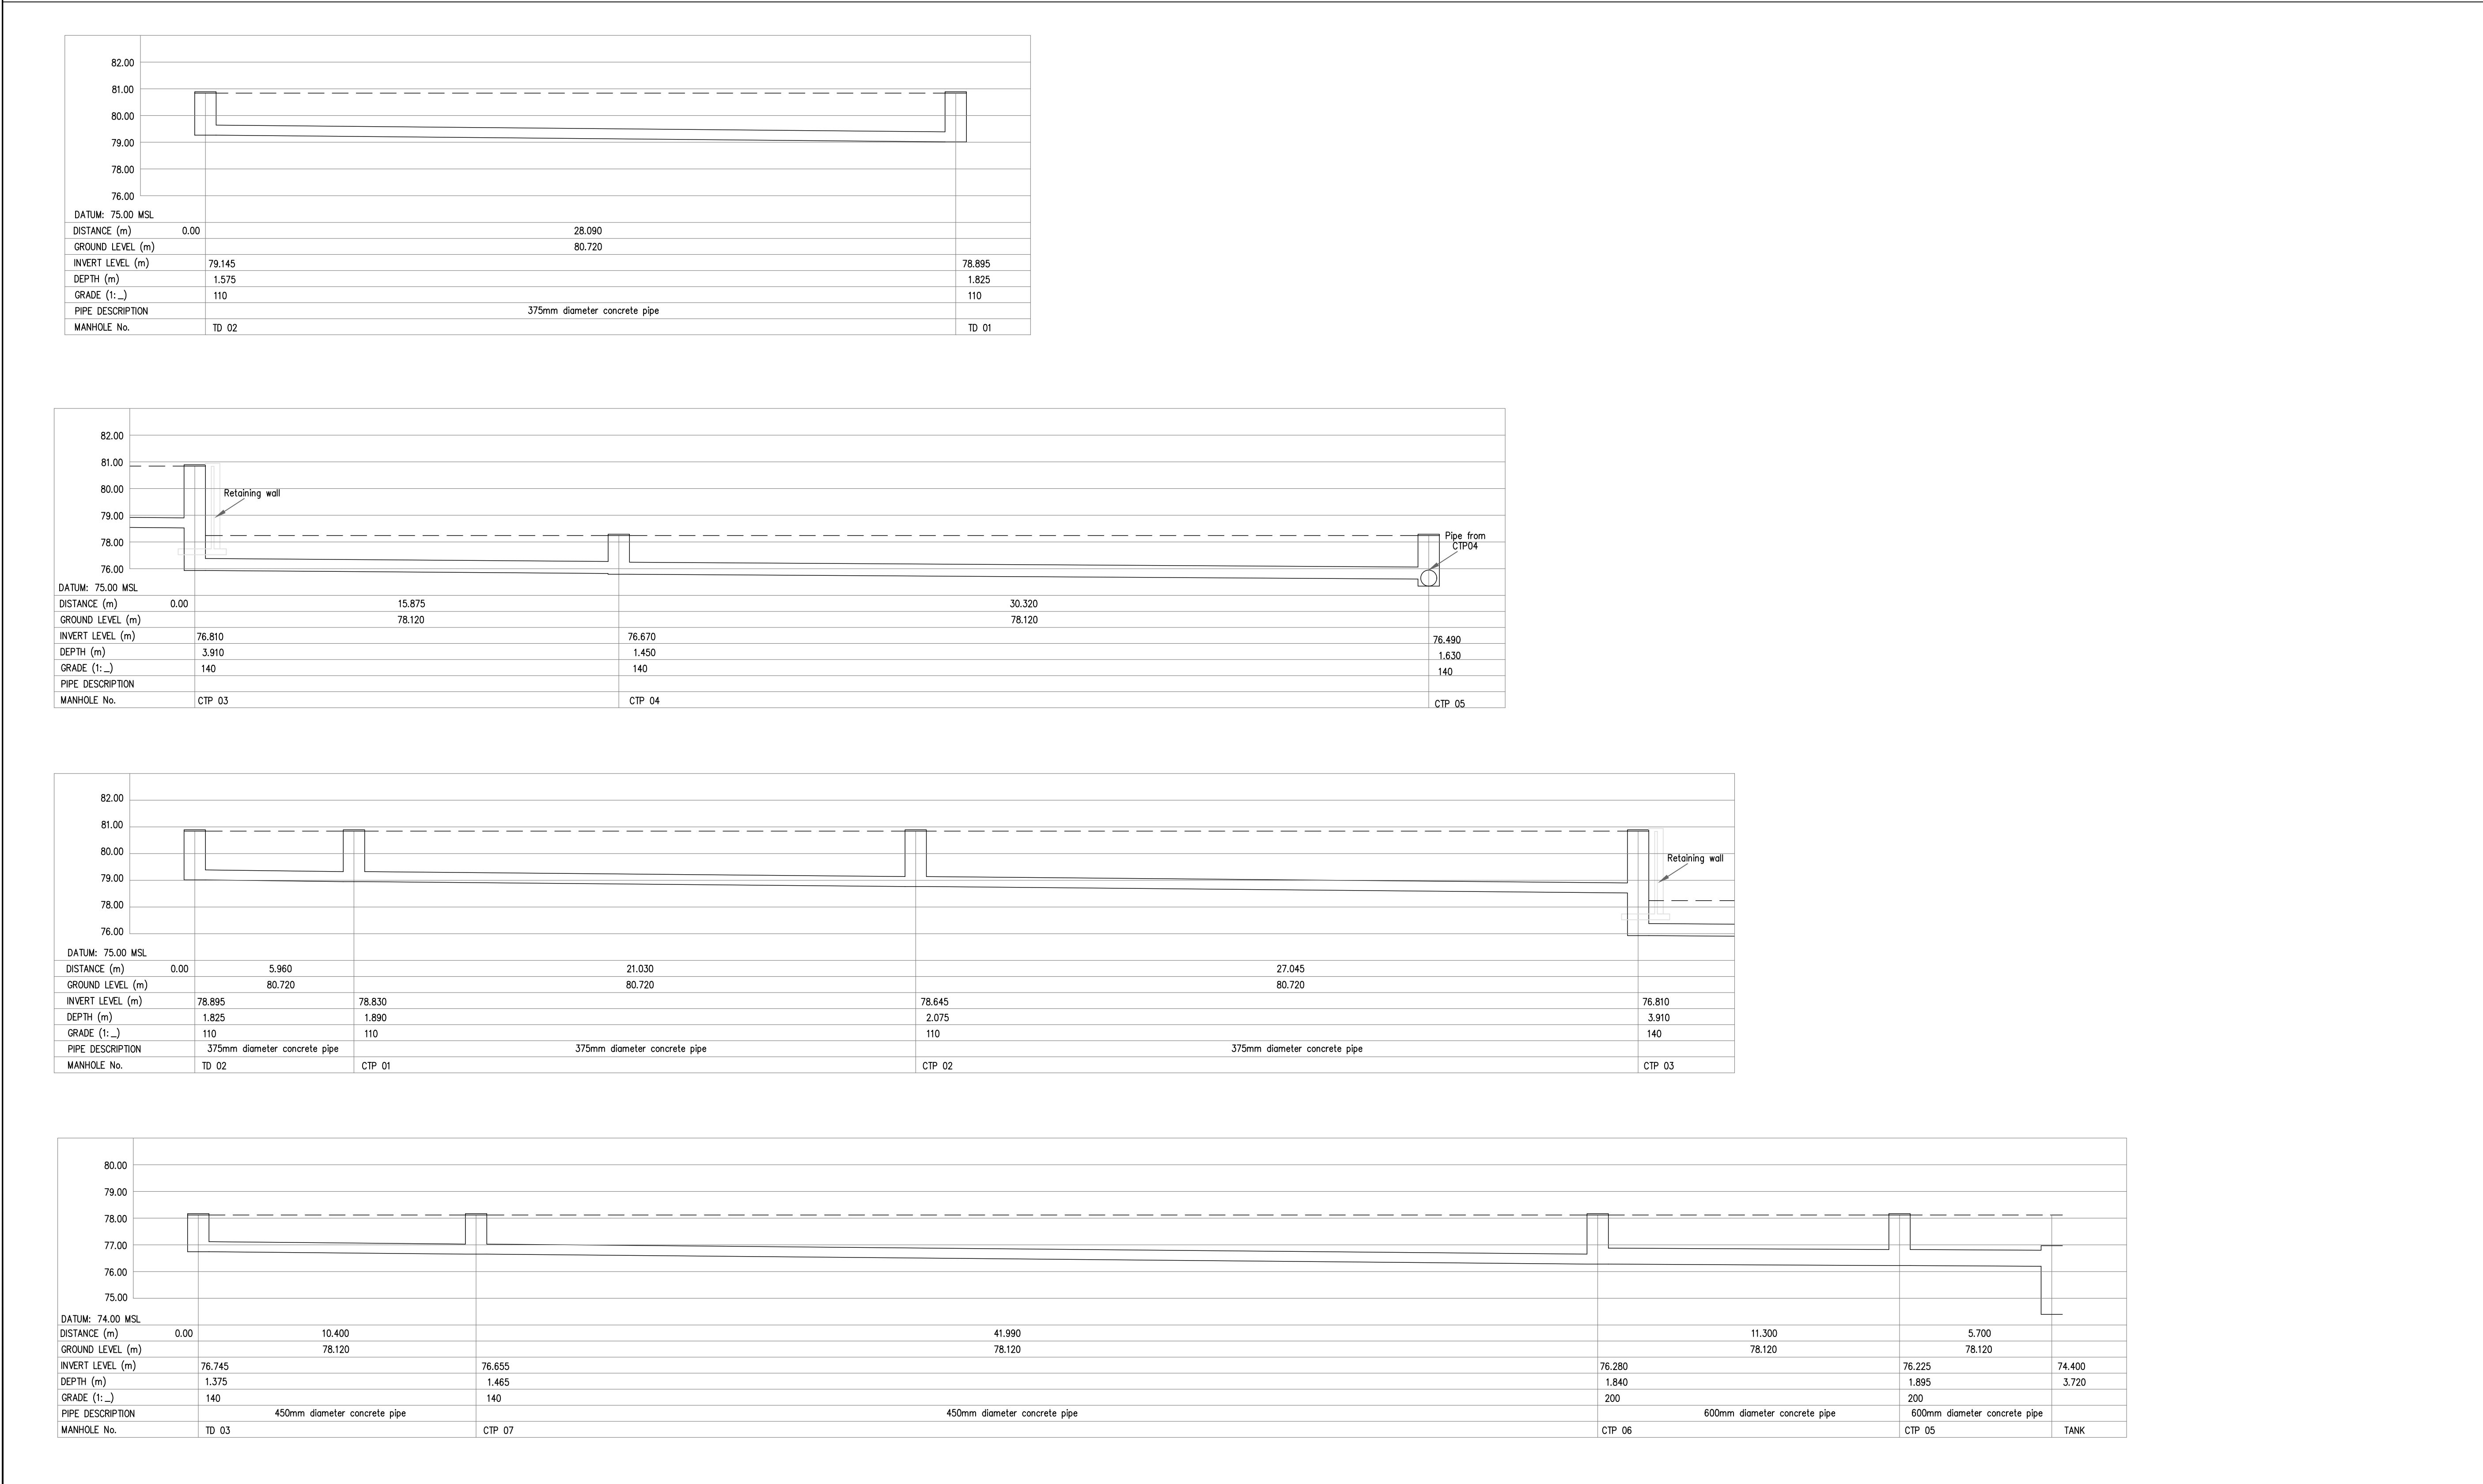 82.00
81.00
80.00
79.00
78.00
76.00
DATUM: 75.00 MSL
DISTANCE (m) 0.00 28.090
GROUND LEVEL (m) 80.720
INVERT LEVEL (m) 79.145 78.895
DEPTH (m) 1.575 1.825
GRADE (1:_) 110 110
PIPE DESCRIPTION 375mm diameter concrete pipe
MANHOLE No. TD 02 TD 01
82.00
81.00
80.00
Retaining wall
79.00
78.00
Pipe from
CTP04
76.00
DATUM: 75.00 MSL
DISTANCE (m) 0.00 15.875 30.320
GROUND LEVEL (m) 78.120 78.120
INVERT LEVEL (m) 76.810 76.670 76.490
DEPTH (m) 3.910 1.450 1.630
GRADE (1:_) 140 140 140
PIPE DESCRIPTION
MANHOLE No. CTP 03 CTP 04 CTP 05
82.00
81.00
80.00
Retaining wall
79.00
78.00
76.00
DATUM: 75.00 MSL
DISTANCE (m) 0.00 5.960 21.030 27.045
GROUND LEVEL (m) 80.720 80.720 80.720
INVERT LEVEL (m) 78.895 78.830 78.645 76.810
DEPTH (m) 1.825 1.890 2.075 3.910
GRADE (1:_) 110 110 110 140
PIPE DESCRIPTION 375mm diameter concrete pipe 375mm diameter concrete pipe 375mm diameter concrete pipe
MANHOLE No. TD 02 CTP 01 CTP 02 CTP 03
80.00
79.00
78.00
77.00
76.00
75.00
DATUM: 74.00 MSL
DISTANCE (m) 0.00 10.400 41.990 11.300 5.700
GROUND LEVEL (m) 78.120 78.120 78.120 78.120
INVERT LEVEL (m) 76.745 76.655 76.280 76.225 74.400
DEPTH (m) 1.375 1.465 1.840 1.895 3.720
GRADE (1:_) 140 140 200 200
PIPE DESCRIPTION 450mm diameter concrete pipe 450mm diameter concrete pipe 600mm diameter concrete pipe 600mm diameter concrete pipe
MANHOLE No. TD 03 CTP 07 CTP 06 CTP 05 TANK